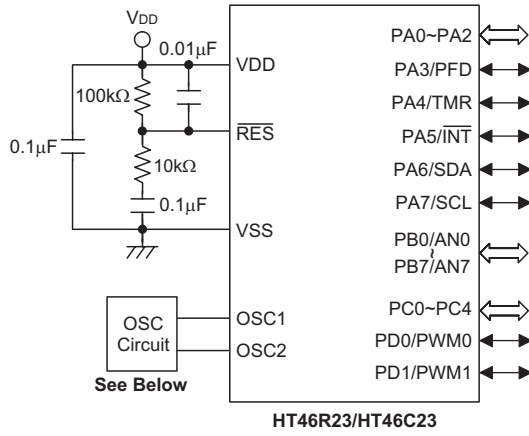 VDD
0.01µF
VDD
100kΩ
RES
0.1µF
10kΩ
0.1µF
VSS
OSC
Circuit
OSC1
OSC2
See Below
PA0~PA2
PA3/PFD
PA4/TMR
PA5/INT
PA6/SDA
PA7/SCL
PB0/AN0
~
PB7/AN7
PC0~PC4
PD0/PWM0
PD1/PWM1
HT46R23/HT46C23